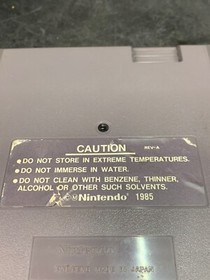 CAUTION REV-A
• DO NOT STORE IN EXTREME TEMPERATURES.
• DO NOT IMMERSE IN WATER.
• DO NOT CLEAN WITH BENZENE, THINNER,
ALCOHOL OR OTHER SUCH SOLVENTS.
©Nintendo 1985
JAPAN